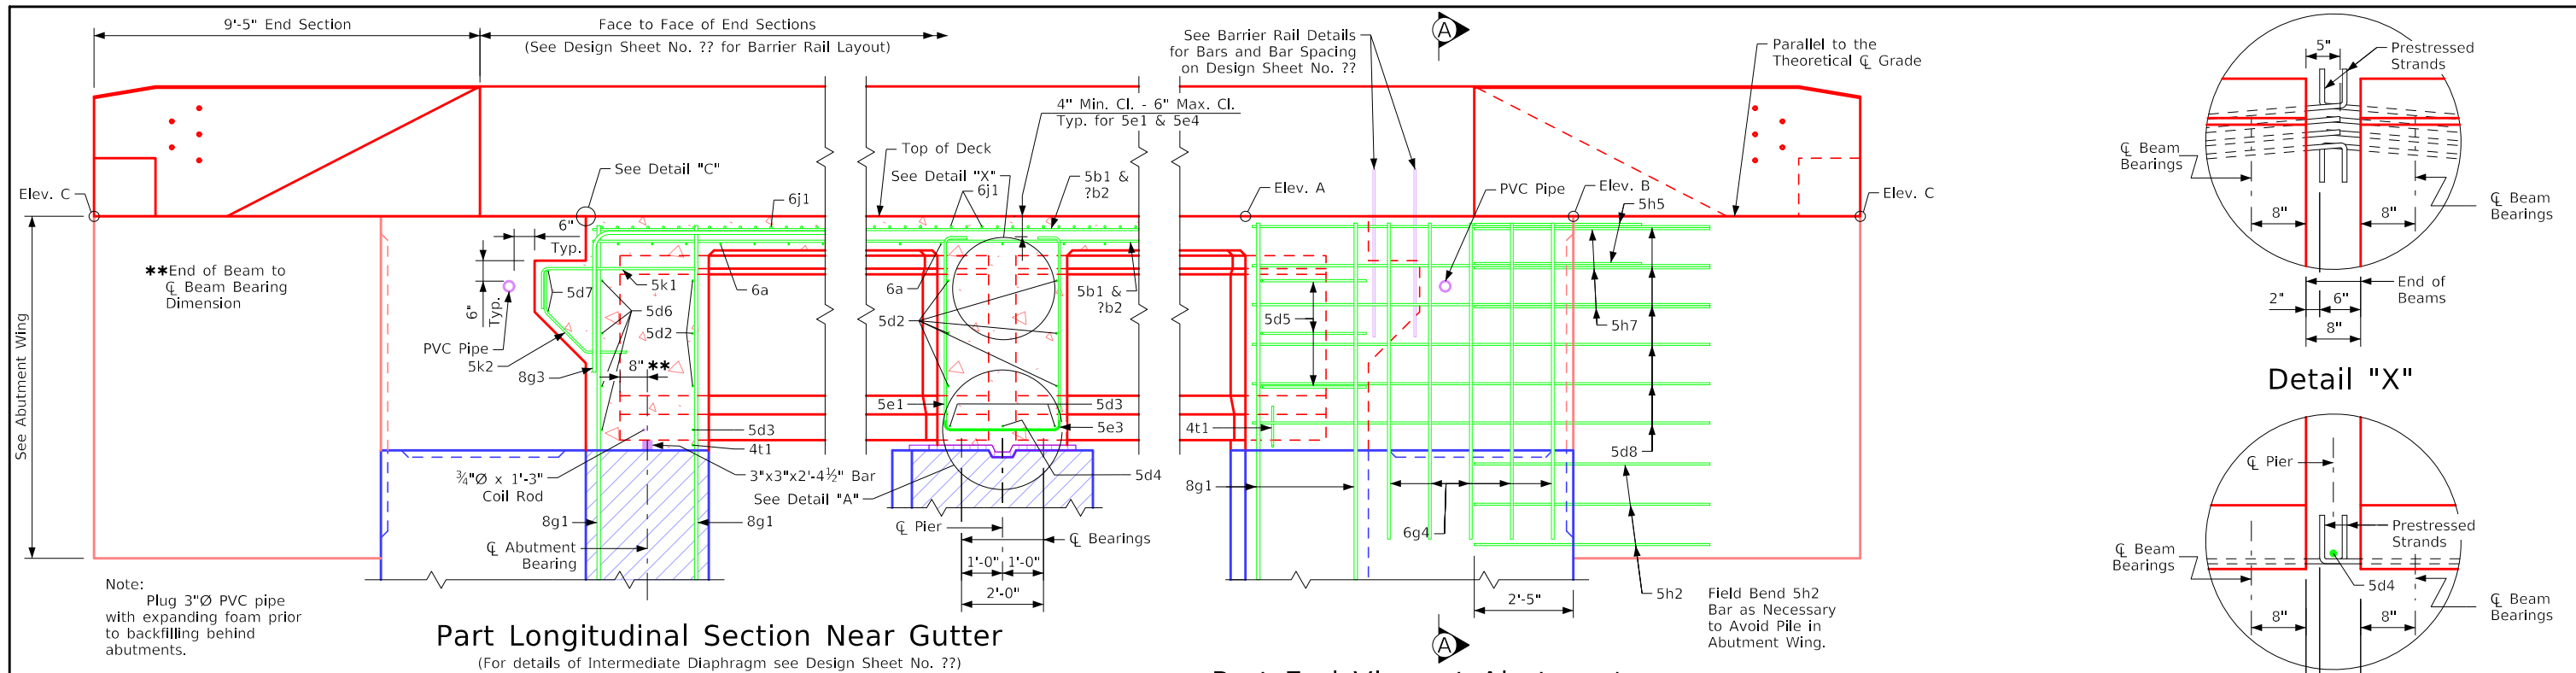 9'-5" End Section
Face to Face of End Sections
(See Design Sheet No. ?? for Barrier Rail Layout)
See Barrier Rail Details
for Bars and Bar Spacing
on Design Sheet No. ??
A
Parallel to the
Theoretical ℄ Grade
4" Min. Cl. - 6" Max. Cl.
Typ. for 5e1 & 5e4
Top of Deck
See Detail "X"
See Detail "C"
5b1 &
?b2
6j1
6j1
PVC Pipe
Elev. C
Elev. A
Elev. B
Elev. C
5h5
6"
Typ.
**End of Beam to
℄ Beam Bearing
Dimension
5d7
5k1
6a
6a
5b1 &
?b2
6"
Typ.
5d6
5d2
5d2
5d5
5h7
PVC Pipe
5k2
8g3
8" **
See Abutment Wing
5e1
5d3
5d3
5e3
4t1
4t1
5d8
¾"Ø x 1'-3"
Coil Rod
3"x3"x2'-4½" Bar
See Detail "A"
5d4
8g1
8g1
8g1
6g4
℄ Pier
℄ Bearings
℄ Abutment
Bearing
1'-0"
1'-0"
2'-0"
2'-5"
5h2
Field Bend 5h2
Bar as Necessary
to Avoid Pile in
Abutment Wing.
Note:
Plug 3"Ø PVC pipe
with expanding foam prior
to backfilling behind
abutments.
Part Longitudinal Section Near Gutter
(For details of Intermediate Diaphragm see Design Sheet No. ??)
A
Part End View at Abutment
5"
Prestressed
Strands
℄ Beam
Bearings
℄ Beam
Bearings
8"
8"
End of
Beams
2"
6"
8"
Detail "X"
℄ Pier
Prestressed
Strands
℄ Beam
Bearings
5d4
℄ Beam
Bearings
8"
8"